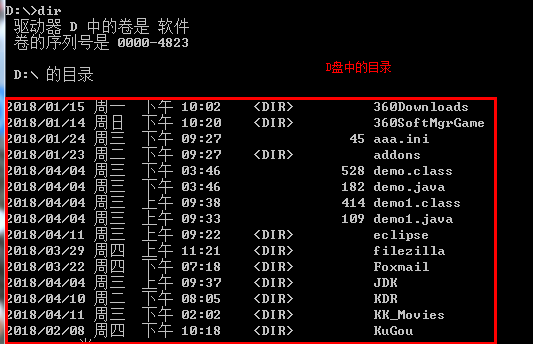 D:\>dir
驱动器 D 中的卷是 软件
卷的序列号是 0000-4823
D盘中的目录
D:\ 的目录
2018/01/15 周一 下午 10:02 <DIR> 360Downloads
2018/01/14 周日 下午 10:20 <DIR> 360SoftMgrGame
2018/01/24 周三 下午 09:27 45 aaa.ini
2018/01/23 周二 下午 09:27 <DIR> addons
2018/04/04 周三 下午 03:46 528 demo.class
2018/04/04 周三 下午 03:46 182 demo.java
2018/04/04 周三 上午 09:38 414 demo1.class
2018/04/04 周三 上午 09:33 109 demo1.java
2018/04/11 周三 上午 09:22 <DIR> eclipse
2018/03/29 周四 上午 11:21 <DIR> filezilla
2018/03/22 周四 下午 07:18 <DIR> Foxmail
2018/04/04 周三 上午 09:37 <DIR> JDK
2018/04/10 周二 下午 08:05 <DIR> KDR
2018/04/11 周三 下午 02:02 <DIR> KK_Movies
2018/02/08 周四 下午 10:18 <DIR> KuGou